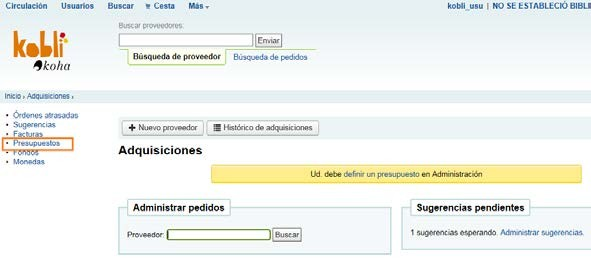 Circulación Usuarios Buscar Cesta Más
kobli_usu | NO SE ESTABLECIÓ BIBLI
kobli
koha
Buscar proveedores:
Enviar
Búsqueda de proveedor Búsqueda de pedidos
Inicio › Adquisiciones ›
Órdenes atrasadas
Sugerencias
Facturas
Presupuestos
Fondos
Monedas
+ Nuevo proveedor Histórico de adquisiciones
Adquisiciones
Ud. debe definir un presupuesto en Administración
Administrar pedidos
Proveedor: Buscar
Sugerencias pendientes
1 sugerencias esperando. Administrar sugerencias.